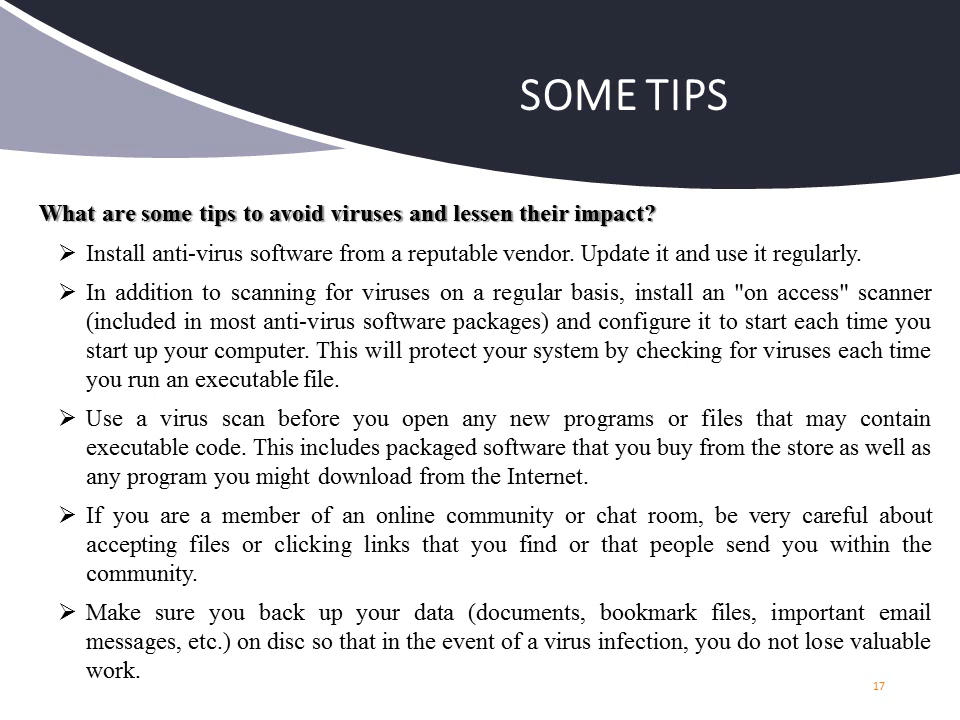 SOME TIPS
What are some tips to avoid viruses and lessen their impact?
➢ Install anti-virus software from a reputable vendor. Update it and use it regularly.
➢ In addition to scanning for viruses on a regular basis, install an "on access" scanner
(included in most anti-virus software packages) and configure it to start each time you
start up your computer. This will protect your system by checking for viruses each time
you run an executable file.
➢ Use a virus scan before you open any new programs or files that may contain
executable code. This includes packaged software that you buy from the store as well as
any program you might download from the Internet.
➢ If you are a member of an online community or chat room, be very careful about
accepting files or clicking links that you find or that people send you within the
community.
➢ Make sure you back up your data (documents, bookmark files, important email
messages, etc.) on disc so that in the event of a virus infection, you do not lose valuable
work.
17